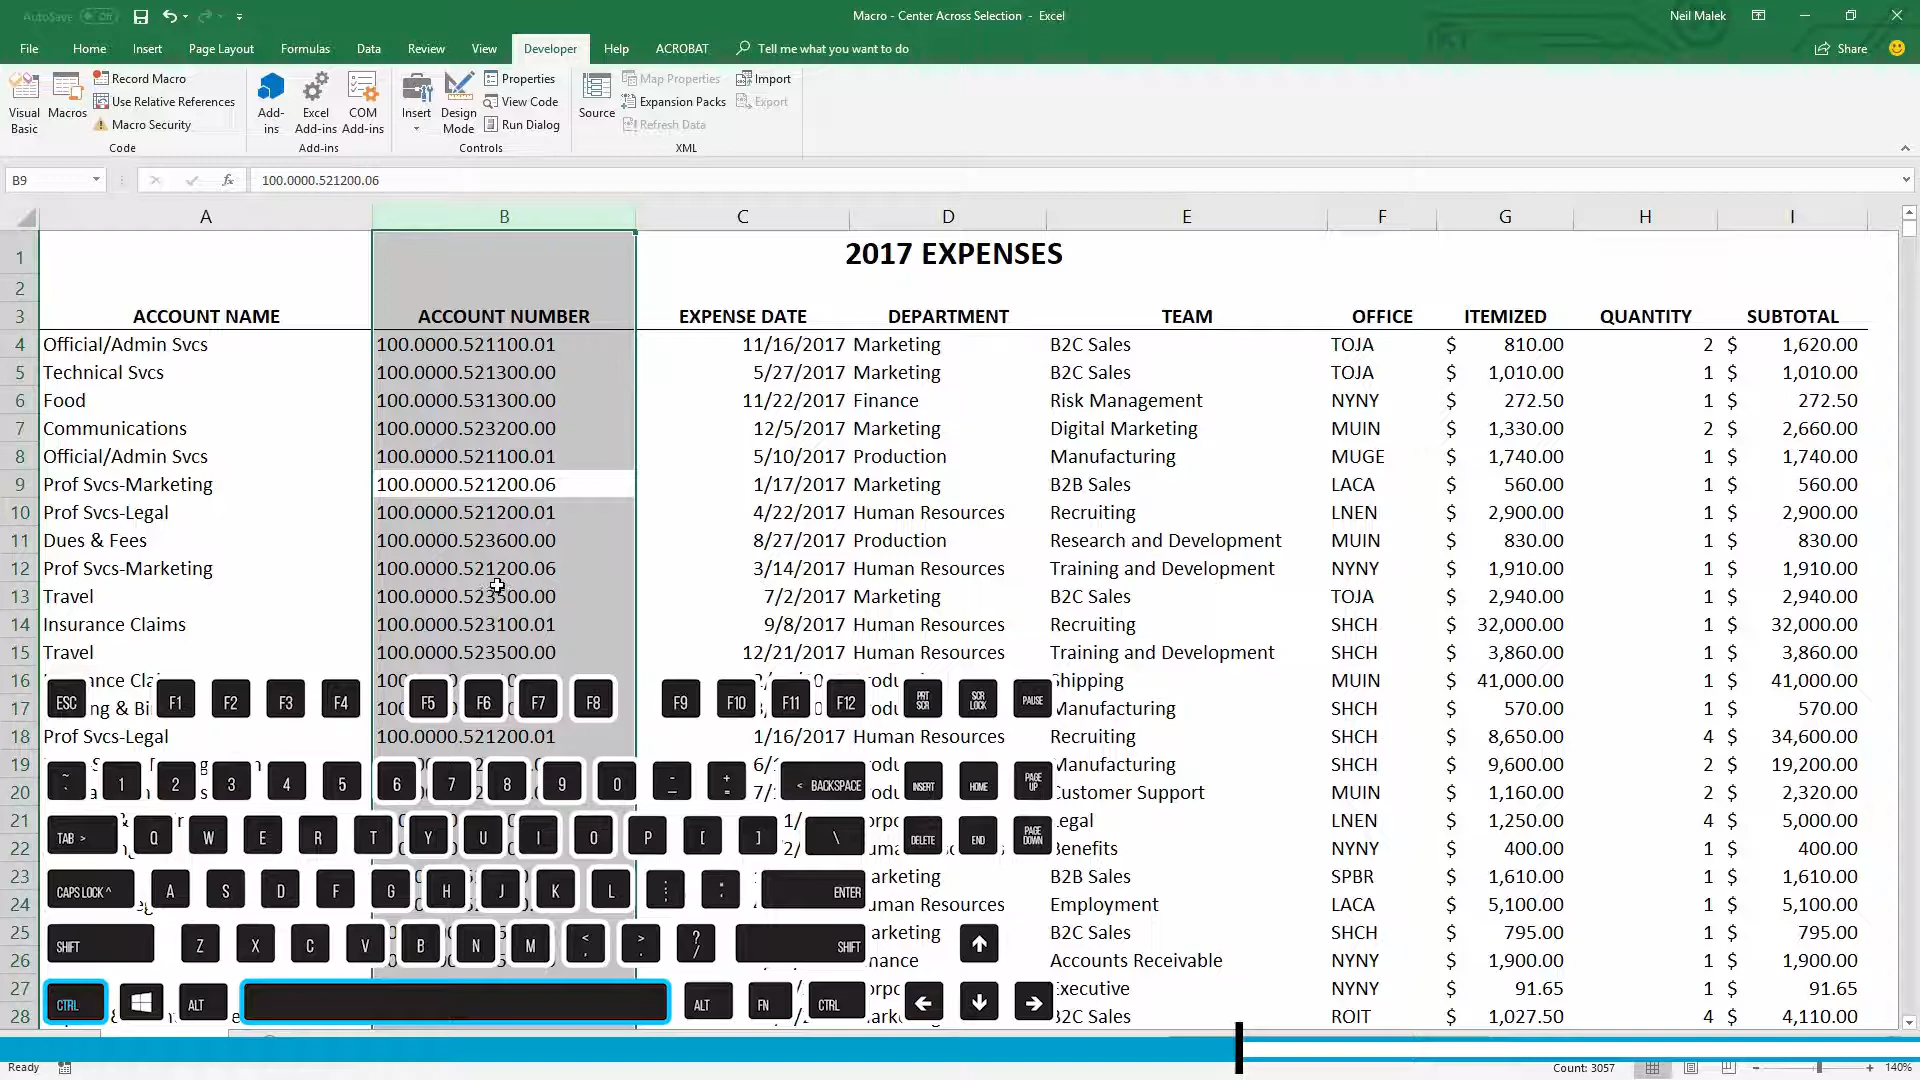 AutoSave Off Macro - Center Across Selection - Excel Neil Malek
File Home Insert Page Layout Formulas Data Review View Developer Help ACROBAT Tell me what you want to do Share
Visual Basic
Macros
Record Macro
Use Relative References
Macro Security
Code
Add-ins
Excel Add-ins
COM Add-ins
Add-ins
Insert
Design Mode
Properties
View Code
Run Dialog
Controls
Source
Map Properties
Expansion Packs
Refresh Data
Import
Export
XML
B9 fx 100.0000.521200.06
A B C D E F G H I
1 2017 EXPENSES
2
3 ACCOUNT NAME ACCOUNT NUMBER EXPENSE DATE DEPARTMENT TEAM OFFICE ITEMIZED QUANTITY SUBTOTAL
4 Official/Admin Svcs 100.0000.521100.01 11/16/2017 Marketing B2C Sales TOJA $ 810.00 2 $ 1,620.00
5 Technical Svcs 100.0000.521300.00 5/27/2017 Marketing B2C Sales TOJA $ 1,010.00 1 $ 1,010.00
6 Food 100.0000.531300.00 11/22/2017 Finance Risk Management NYNY $ 272.50 1 $ 272.50
7 Communications 100.0000.523200.00 12/5/2017 Marketing Digital Marketing MUIN $ 1,330.00 2 $ 2,660.00
8 Official/Admin Svcs 100.0000.521100.01 5/10/2017 Production Manufacturing MUGE $ 1,740.00 1 $ 1,740.00
9 Prof Svcs-Marketing 100.0000.521200.06 1/17/2017 Marketing B2B Sales LACA $ 560.00 1 $ 560.00
10 Prof Svcs-Legal 100.0000.521200.01 4/22/2017 Human Resources Recruiting LNEN $ 2,900.00 1 $ 2,900.00
11 Dues & Fees 100.0000.523600.00 8/27/2017 Production Research and Development MUIN $ 830.00 1 $ 830.00
12 Prof Svcs-Marketing 100.0000.521200.06 3/14/2017 Human Resources Training and Development NYNY $ 1,910.00 1 $ 1,910.00
13 Travel 100.0000.523500.00 7/2/2017 Marketing B2C Sales TOJA $ 2,940.00 1 $ 2,940.00
14 Insurance Claims 100.0000.523100.01 9/8/2017 Human Resources Recruiting SHCH $ 32,000.00 1 $ 32,000.00
15 Travel 100.0000.523500.00 12/21/2017 Human Resources Training and Development SHCH $ 3,860.00 1 $ 3,860.00
16 Shipping MUIN $ 41,000.00 1 $ 41,000.00
ESC F1 F2 F3 F4 F5 F6 F7 F8 F9 F10 F11 F12 PRT SCR SCR LOCK PAUSE
17 Manufacturing SHCH $ 570.00 1 $ 570.00
18 Prof Svcs-Legal 100.0000.521200.01 1/16/2017 Human Resources Recruiting SHCH $ 8,650.00 4 $ 34,600.00
19 Manufacturing SHCH $ 9,600.00 2 $ 19,200.00
~ ` 1 2 3 4 5 6 7 8 9 0 - _ + = < BACKSPACE INSERT HOME PAGE UP
20 Customer Support MUIN $ 1,160.00 2 $ 2,320.00
21 Legal LNEN $ 1,250.00 4 $ 5,000.00
TAB > Q W E R T Y U I O P [ ] \ DELETE END PAGE DOWN
22 Benefits NYNY $ 400.00 1 $ 400.00
23 B2B Sales SPBR $ 1,610.00 1 $ 1,610.00
CAPS LOCK ^ A S D F G H J K L : ; " ' ENTER
24 Human Resources Employment LACA $ 5,100.00 1 $ 5,100.00
25 B2C Sales SHCH $ 795.00 1 $ 795.00
SHIFT Z X C V B N M < , > . ? / SHIFT
26 Accounts Receivable NYNY $ 1,900.00 1 $ 1,900.00
27 Executive NYNY $ 91.65 1 $ 91.65
CTRL ALT ALT FN CTRL
28 B2C Sales ROIT $ 1,027.50 4 $ 4,110.00
Ready Count: 3057 140%